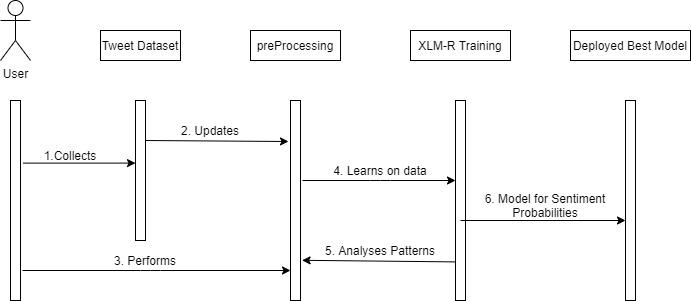 User
Tweet Dataset
preProcessing
XLM-R Training
Deployed Best Model
2. Updates
1.Collects
4. Learns on data
6. Model for Sentiment
Probabilities
5. Analyses Patterns
3. Performs